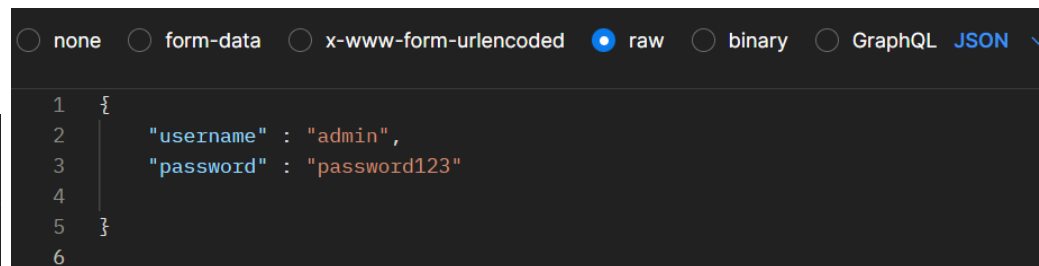 none form-data x-www-form-urlencoded raw binary GraphQL JSON
1 {
2 "username" : "admin",
3 "password" : "password123"
4
5 }
6